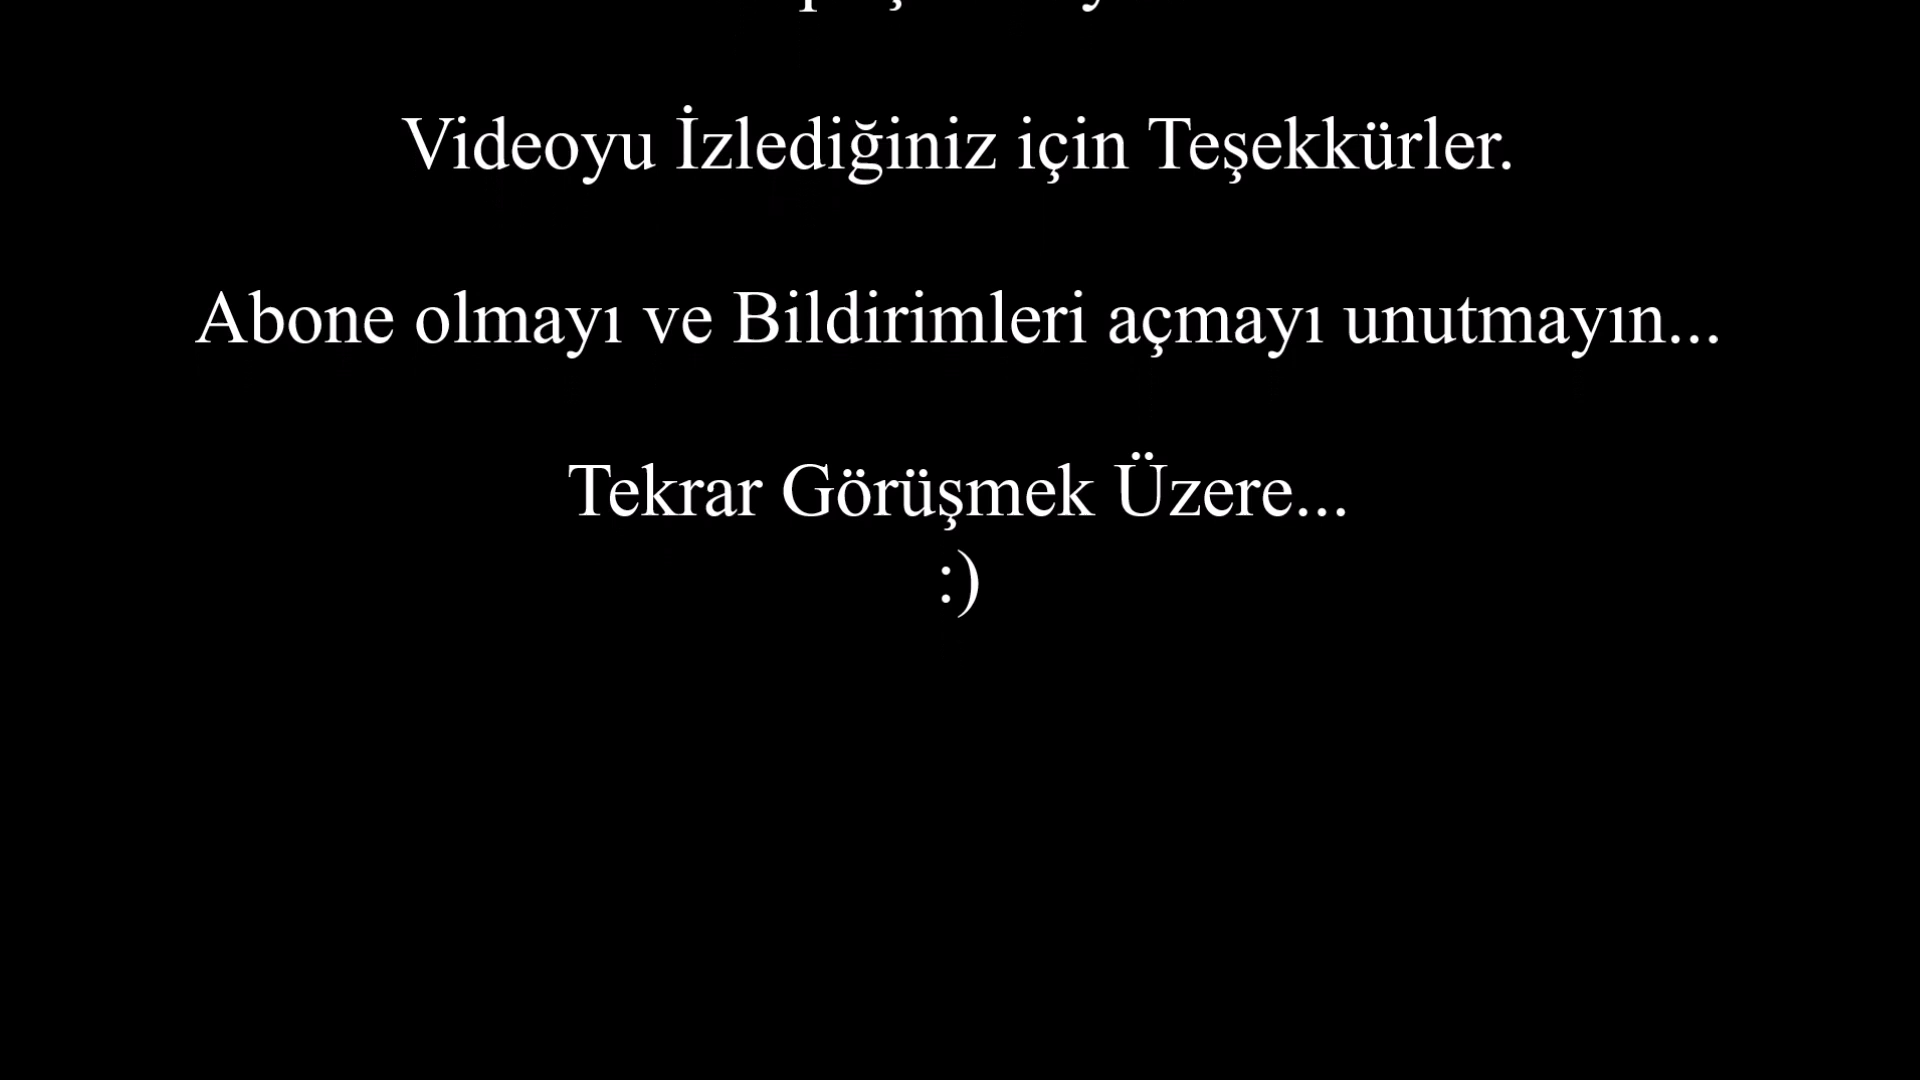 Videoyu İzlediğiniz için Teşekkürler.
Abone olmayı ve Bildirimleri açmayı unutmayın...
Tekrar Görüşmek Üzere...
:)